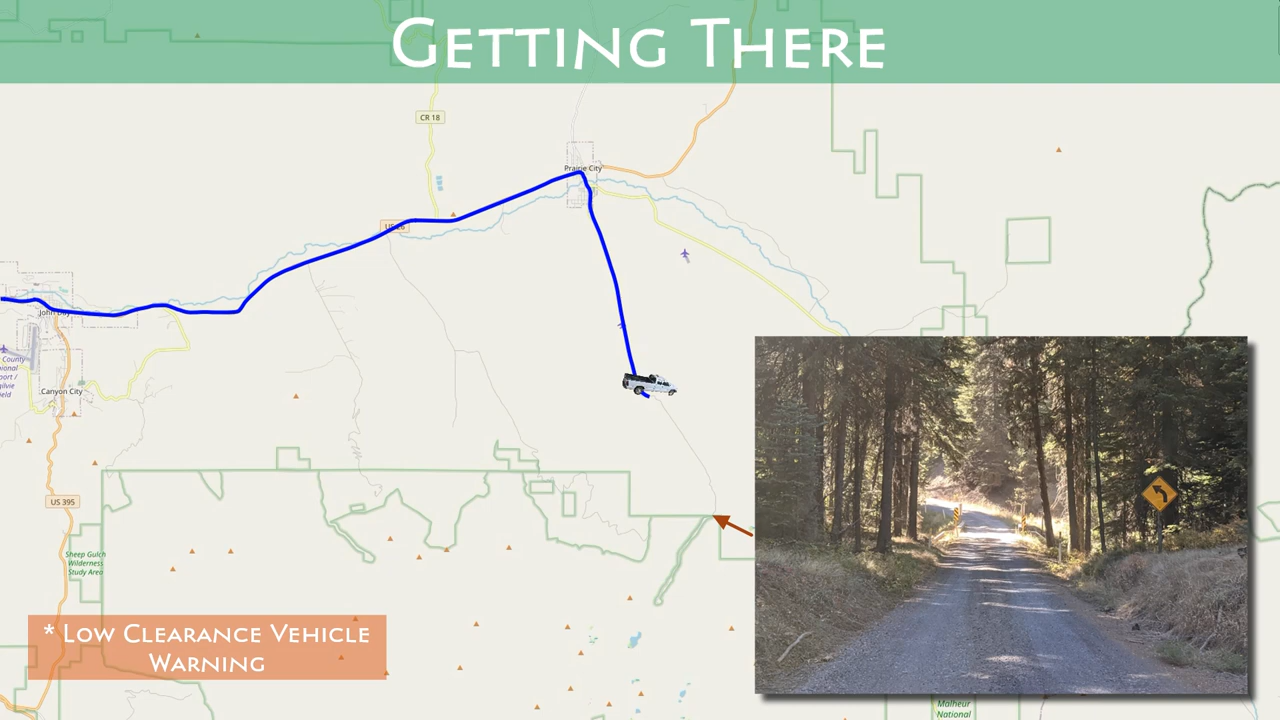 GETTING THERE
CR 18
Prairie City
US 26
John Day
County
Canyon City
US 395
Sheep Gulch
Wilderness
Study Area
* LOW CLEARANCE VEHICLE
WARNING
Malheur
National